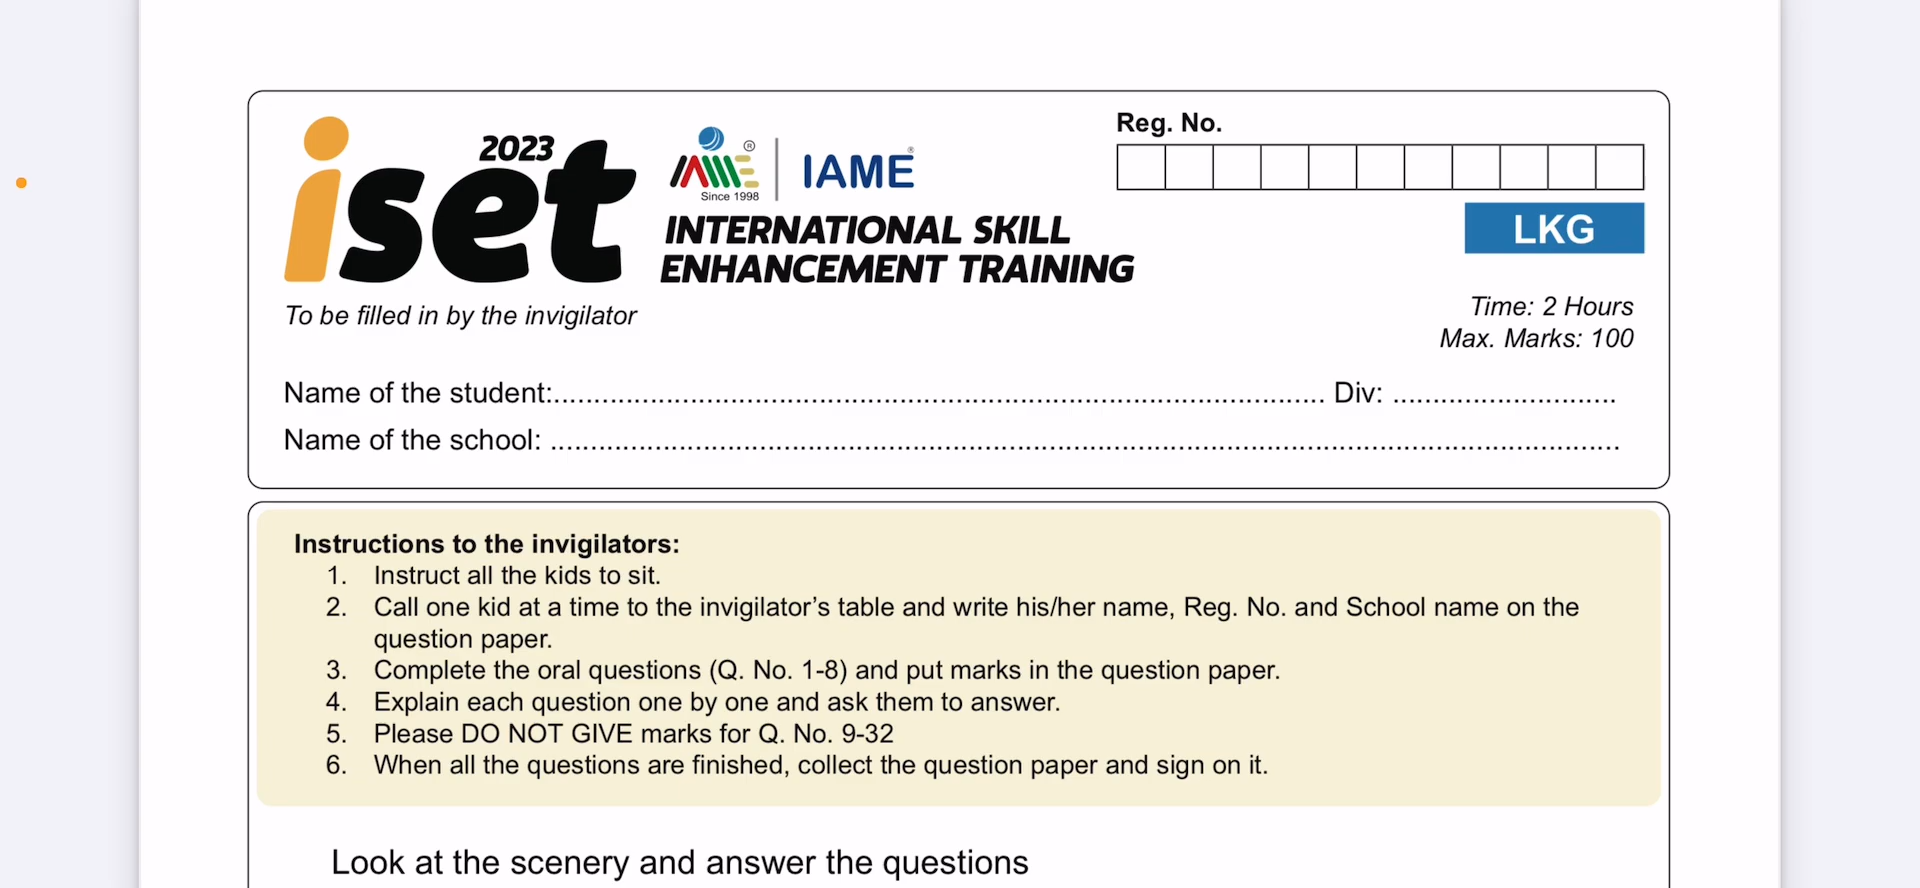 2023
iset
Since 1998
®
IAME®
INTERNATIONAL SKILL
ENHANCEMENT TRAINING
Reg. No.
LKG
To be filled in by the invigilator
Time: 2 Hours
Max. Marks: 100
Name of the student:.................................................................................................. Div: ............................
Name of the school: .......................................................................................................................................
Instructions to the invigilators:
1. Instruct all the kids to sit.
2. Call one kid at a time to the invigilator’s table and write his/her name, Reg. No. and School name on the
question paper.
3. Complete the oral questions (Q. No. 1-8) and put marks in the question paper.
4. Explain each question one by one and ask them to answer.
5. Please DO NOT GIVE marks for Q. No. 9-32
6. When all the questions are finished, collect the question paper and sign on it.
Look at the scenery and answer the questions